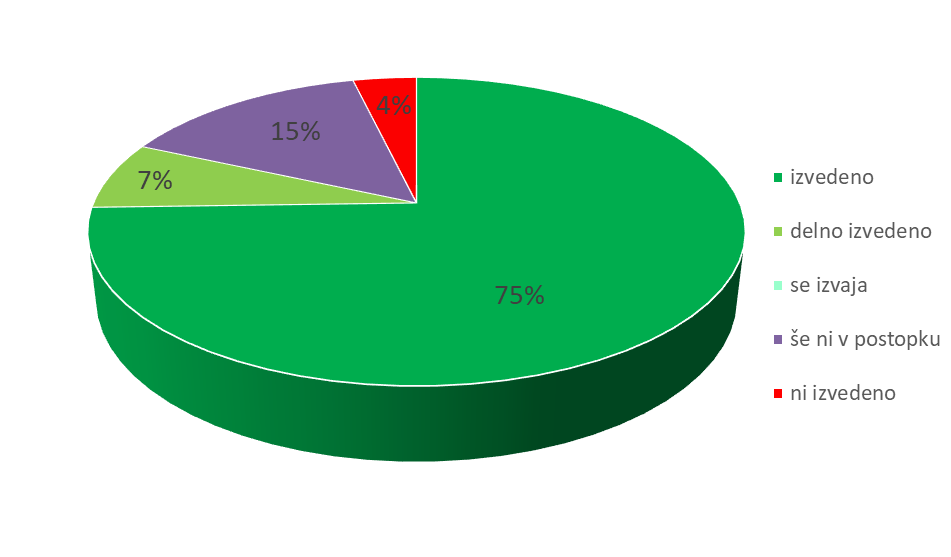 4%
15%
7%
75%
izvedeno
delno izvedeno
se izvaja
še ni v postopku
ni izvedeno